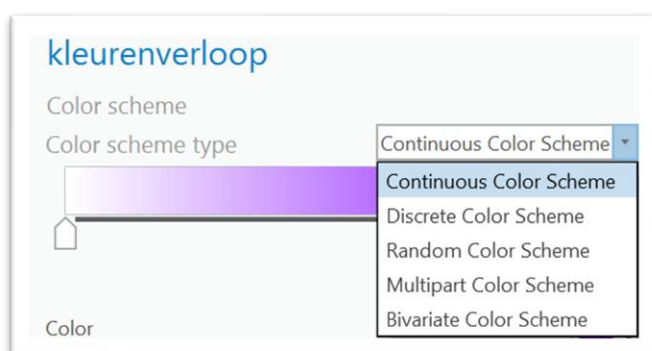 kleurenverloop
Color scheme
Color scheme type
Continuous Color Scheme
Continuous Color Scheme
Discrete Color Scheme
Random Color Scheme
Multipart Color Scheme
Bivariate Color Scheme
Color